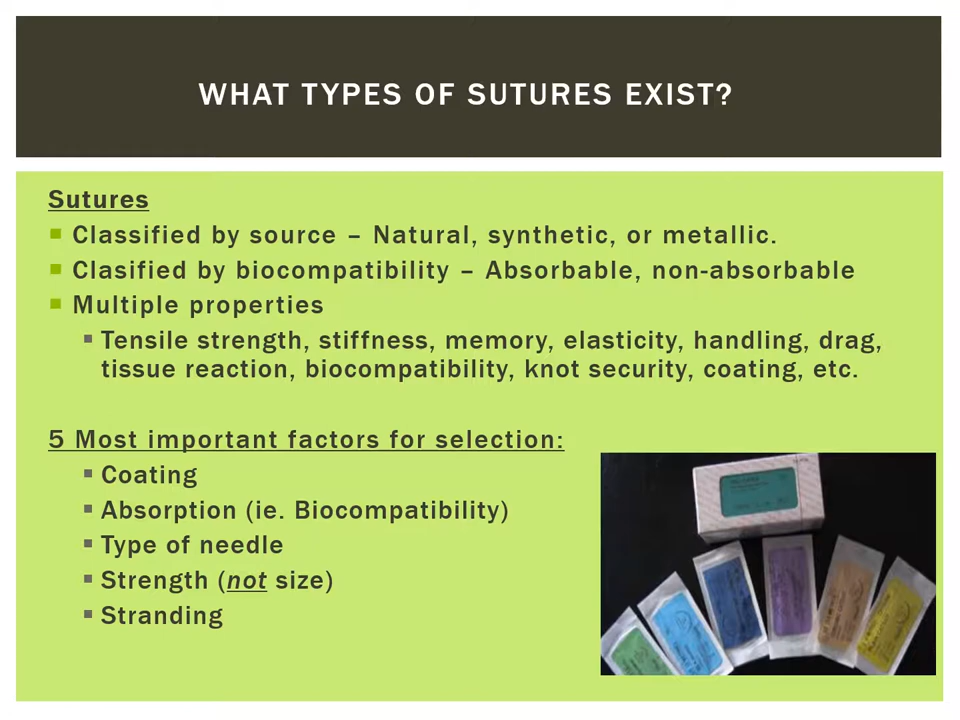 WHAT TYPES OF SUTURES EXIST?
Sutures
Classified by source – Natural, synthetic, or metallic.
Clasified by biocompatibility – Absorbable, non-absorbable
Multiple properties
Tensile strength, stiffness, memory, elasticity, handling, drag,
tissue reaction, biocompatibility, knot security, coating, etc.
5 Most important factors for selection:
Coating
Absorption (ie. Biocompatibility)
Type of needle
Strength (not size)
Stranding